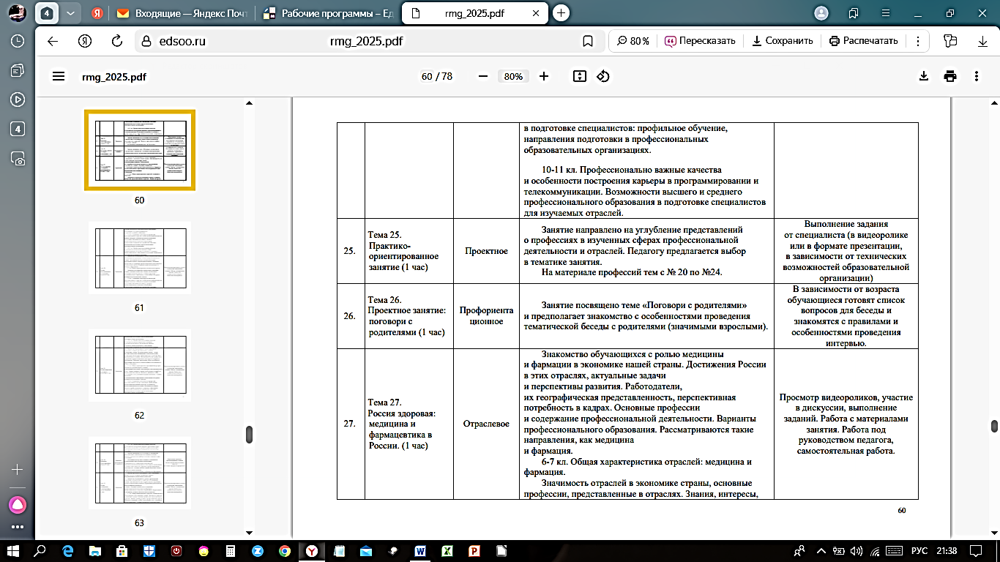 4
Я
Входящие — Яндекс Почт
Рабочие программы – Ед
rmg_2025.pdf
edsoo.ru
rmg_2025.pdf
80%
Пересказать
Сохранить
Распечатать
rmg_2025.pdf
60 / 78
80%
4
60
61
62
63
в подготовке специалистов: профильное обучение,
направления подготовки в профессиональных
образовательных организациях.
10-11 кл. Профессионально важные качества
и особенности построения карьеры в программировании и
телекоммуникации. Возможности высшего и среднего
профессионального образования в подготовке специалистов
для изучаемых отраслей.
25.
Тема 25.
Практико-
ориентированное
занятие (1 час)
Проектное
Занятие направлено на углубление представлений
о профессиях в изученных сферах профессиональной
деятельности и отраслей. Педагогу предлагается выбор
в тематике занятия.
На материале профессий тем с № 20 по №24.
Выполнение задания
от специалиста (в видеоролике
или в формате презентации,
в зависимости от технических
возможностей образовательной
организации)
26.
Тема 26.
Проектное занятие:
поговори с
родителями (1 час)
Профориента
ционное
Занятие посвящено теме «Поговори с родителями»
и предполагает знакомство с особенностями проведения
тематической беседы с родителями (значимыми взрослыми).
В зависимости от возраста
обучающиеся готовят список
вопросов для беседы и
знакомятся с правилами и
особенностями проведения
интервью.
27.
Тема 27.
Россия здоровая:
медицина и
фармацевтика в
России. (1 час)
Отраслевое
Знакомство обучающихся с ролью медицины
и фармации в экономике нашей страны. Достижения России
в этих отраслях, актуальные задачи
и перспективы развития. Работодатели,
их географическая представленность, перспективная
потребность в кадрах. Основные профессии
и содержание профессиональной деятельности. Варианты
профессионального образования. Рассматриваются такие
направления, как медицина
и фармация.
6-7 кл. Общая характеристика отраслей: медицина и
фармация.
Значимость отраслей в экономике страны, основные
профессии, представленные в отраслях. Знания, интересы,
Просмотр видеороликов, участие
в дискуссии, выполнение
заданий. Работа с материалами
занятия. Работа под
руководством педагога,
самостоятельная работа.
60
РУС
21:38